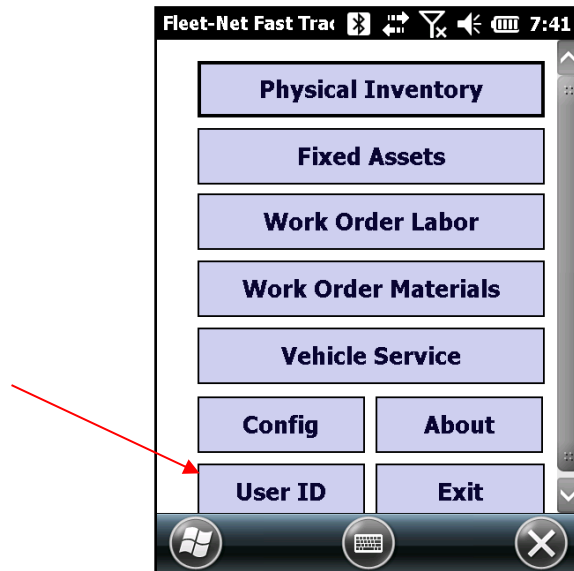 Fleet-Net Fast Trac 7:41
Physical Inventory
Fixed Assets
Work Order Labor
Work Order Materials
Vehicle Service
Config About
User ID Exit